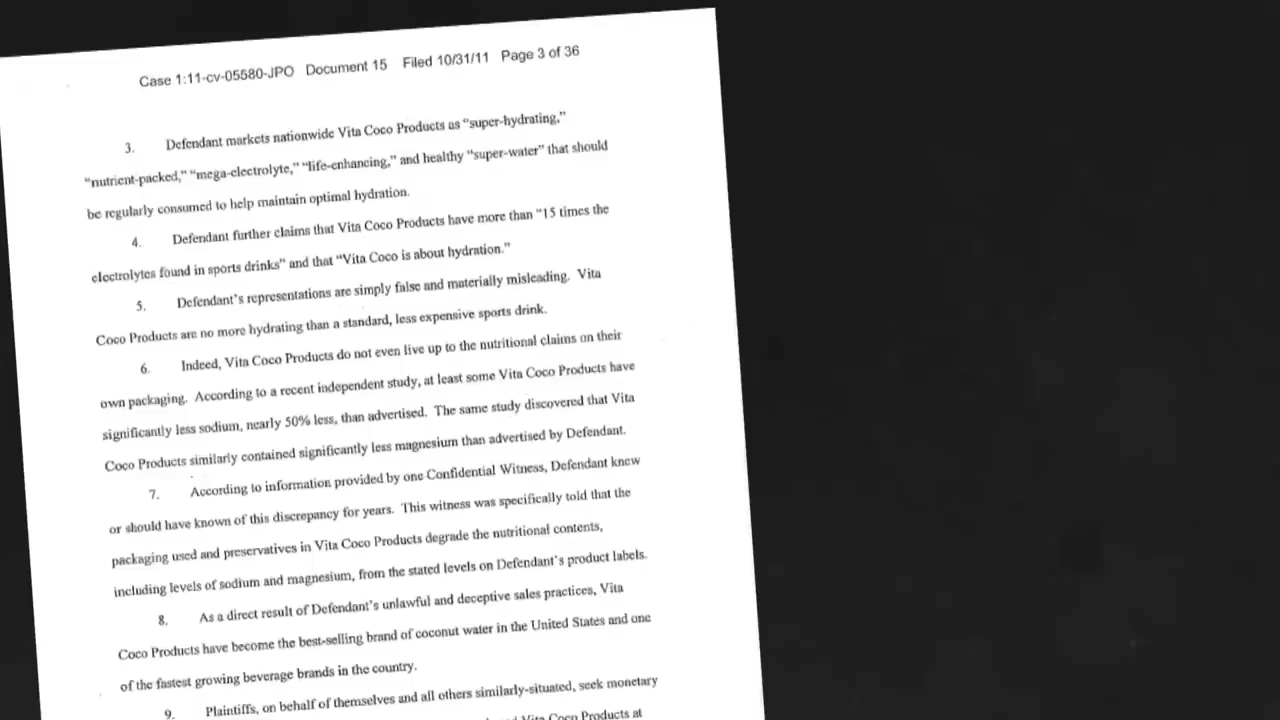 Case 1:11-cv-05580-JPO Document 15 Filed 10/31/11 Page 3 of 36
3. Defendant markets nationwide Vita Coco Products as “super-hydrating,”
“nutrient-packed,” “mega-electrolyte,” “life-enhancing,” and healthy “super-water” that should
be regularly consumed to help maintain optimal hydration.
4. Defendant further claims that Vita Coco Products have more than “15 times the
electrolytes found in sports drinks” and that “Vita Coco is about hydration.”
5. Defendant’s representations are simply false and materially misleading. Vita
Coco Products are no more hydrating than a standard, less expensive sports drink.
6. Indeed, Vita Coco Products do not even live up to the nutritional claims on their
own packaging. According to a recent independent study, at least some Vita Coco Products have
significantly less sodium, nearly 50% less, than advertised. The same study discovered that Vita
Coco Products similarly contained significantly less magnesium than advertised by Defendant.
7. According to information provided by one Confidential Witness, Defendant knew
or should have known of this discrepancy for years. This witness was specifically told that the
packaging used and preservatives in Vita Coco Products degrade the nutritional contents,
including levels of sodium and magnesium, from the stated levels on Defendant’s product labels.
8. As a direct result of Defendant’s unlawful and deceptive sales practices, Vita
Coco Products have become the best-selling brand of coconut water in the United States and one
of the fastest growing beverage brands in the country.
9. Plaintiffs, on behalf of themselves and all others similarly-situated, seek monetary
Vita Coco Products at